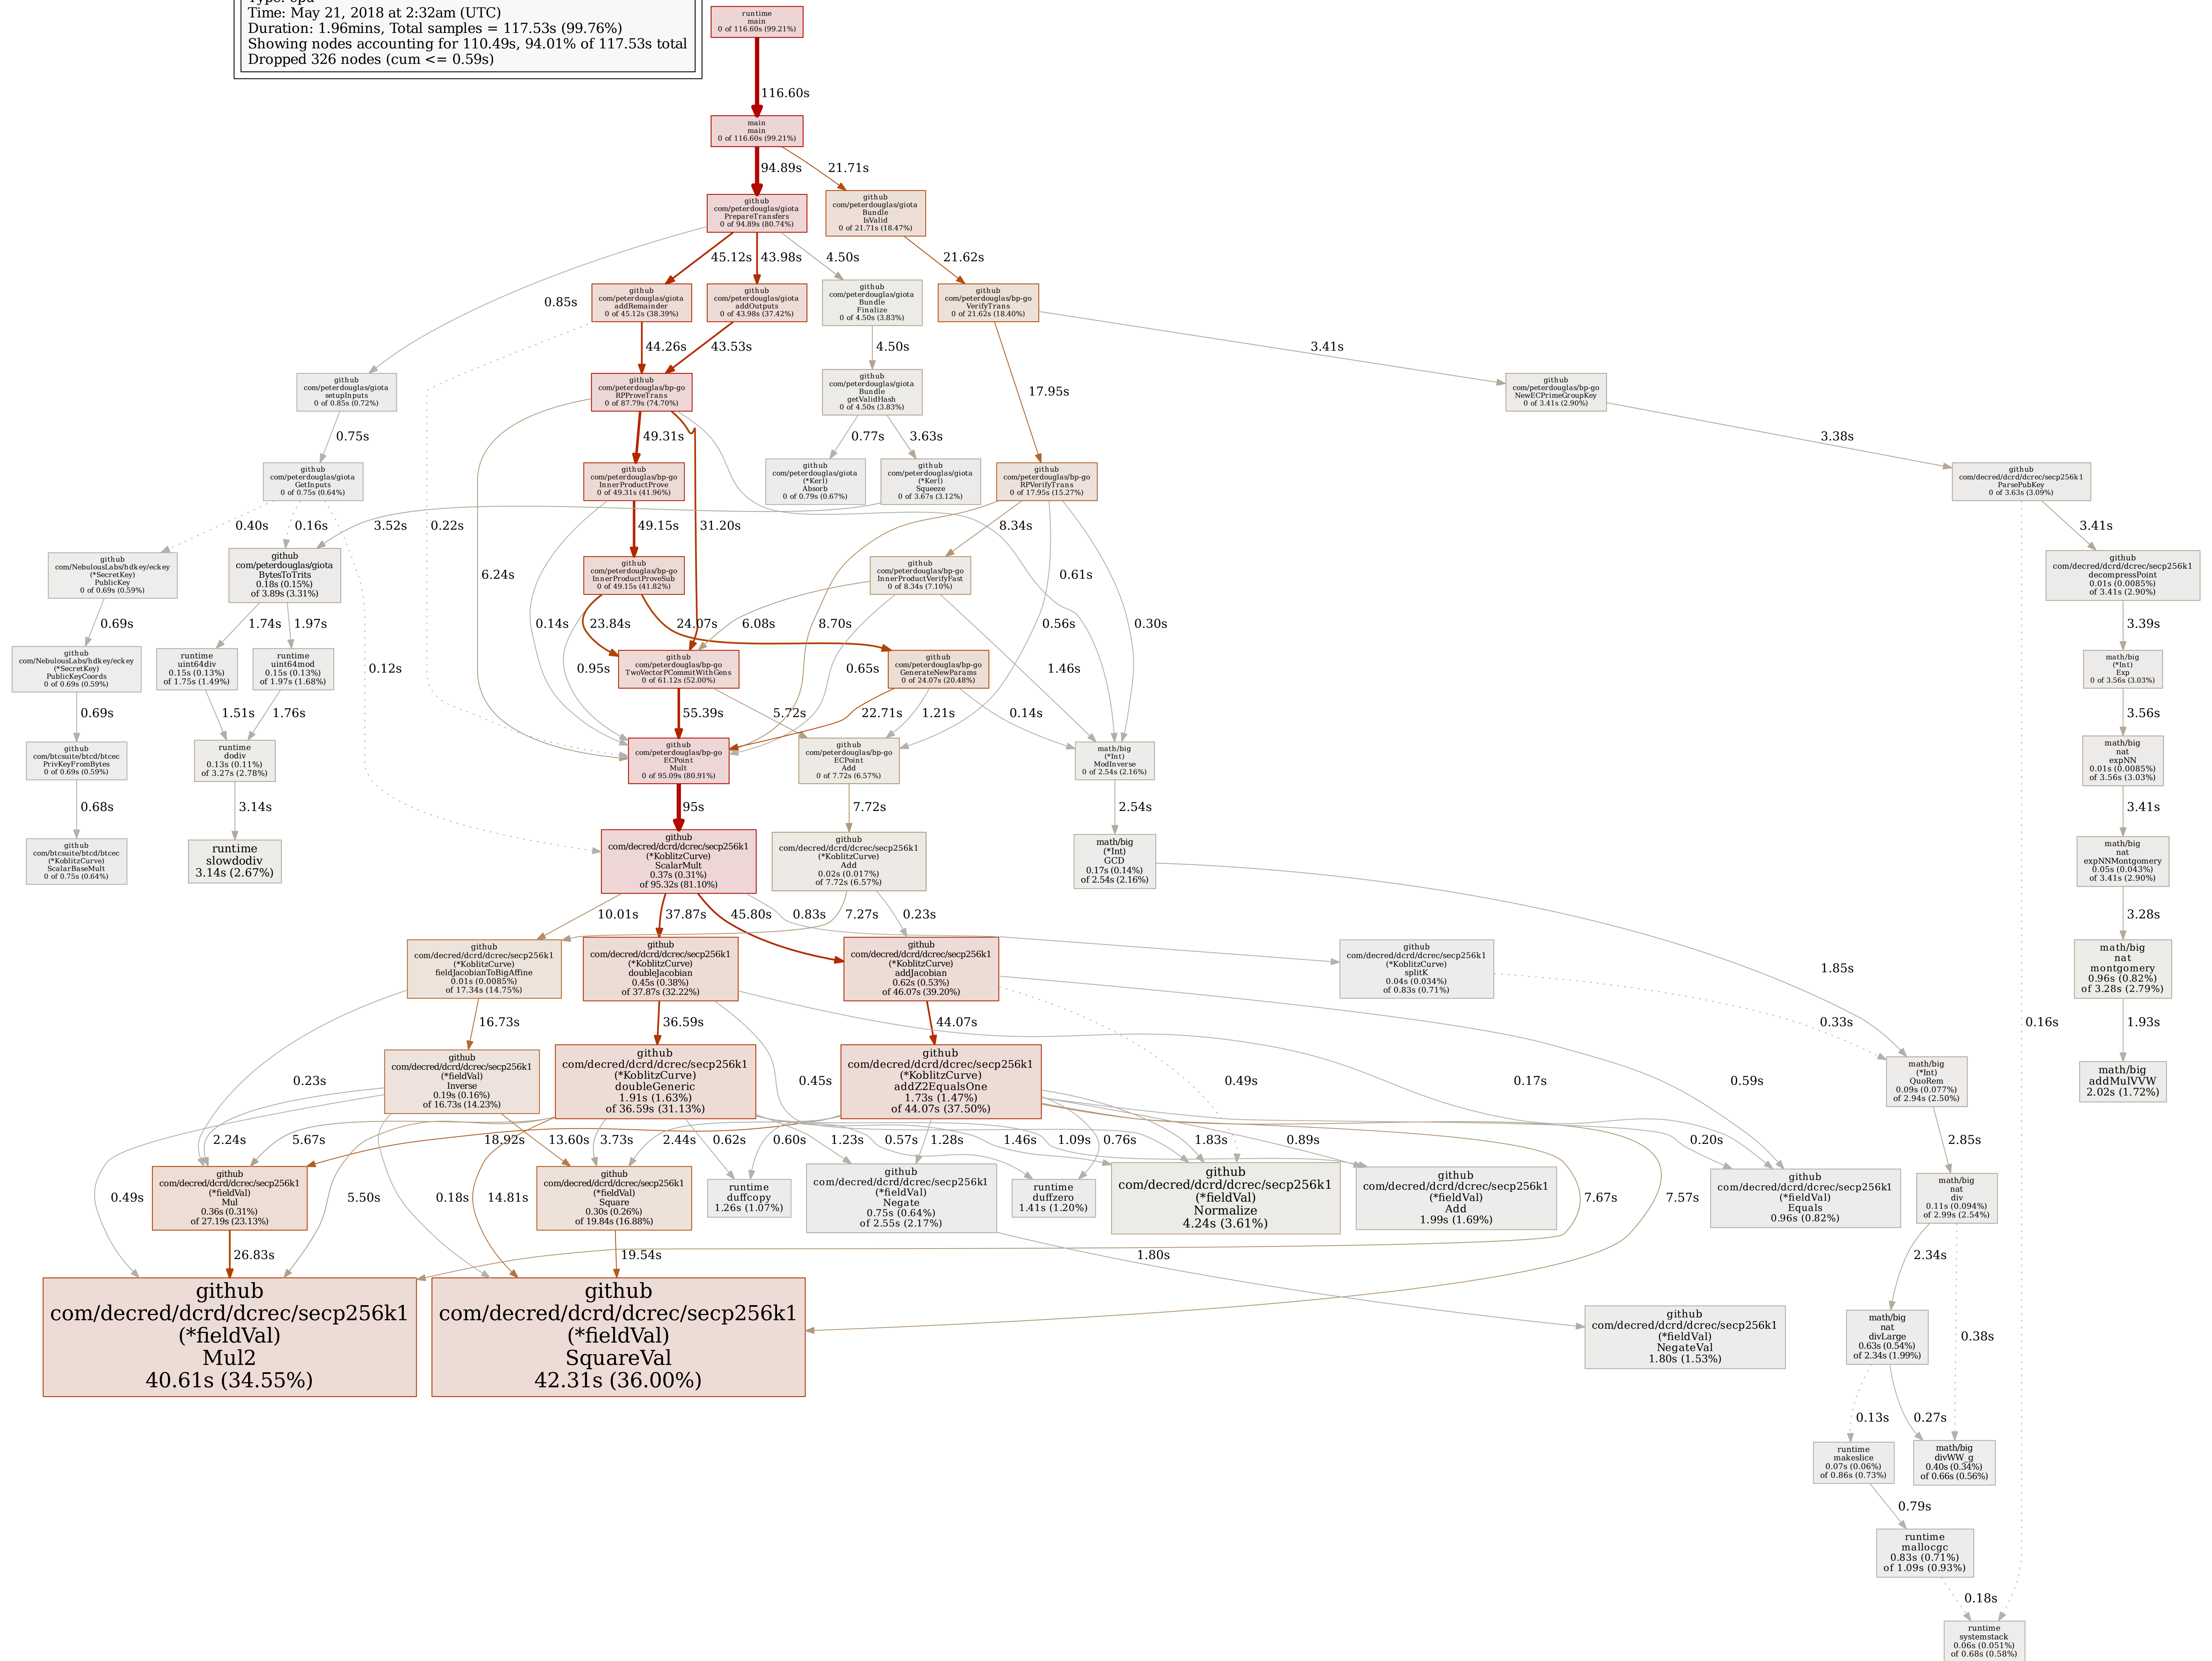 Time: May 21, 2018 at 2:32am (UTC)
Duration: 1.96mins, Total samples = 117.53s (99.76%)
Showing nodes accounting for 110.49s, 94.01% of 117.53s total
Dropped 326 nodes (cum <= 0.59s)
runtime
main
0 of 116.60s (99.21%)
116.60s
main
main
0 of 116.60s (99.21%)
94.89s
21.71s
github
com/peterdouglas/giota
PrepareTransfers
0 of 94.89s (80.74%)
github
com/peterdouglas/giota
Bundle
IsValid
0 of 21.71s (18.47%)
0.85s
45.12s
43.98s
4.50s
21.62s
github
com/peterdouglas/giota
addRemainder
0 of 45.12s (38.39%)
github
com/peterdouglas/giota
addOutputs
0 of 43.98s (37.42%)
github
com/peterdouglas/giota
Bundle
Finalize
0 of 4.50s (3.83%)
github
com/peterdouglas/bp-go
VerifyTrans
0 of 21.62s (18.40%)
44.26s
43.53s
4.50s
17.95s
3.41s
github
com/peterdouglas/giota
setupInputs
0 of 0.85s (0.72%)
github
com/peterdouglas/bp-go
RPProveTrans
0 of 87.79s (74.70%)
github
com/peterdouglas/giota
Bundle
getValidHash
0 of 4.50s (3.83%)
github
com/peterdouglas/bp-go
NewECPrimeGroupKey
0 of 3.41s (2.90%)
0.75s
49.31s
0.77s
3.63s
3.38s
github
com/peterdouglas/giota
GetInputs
0 of 0.75s (0.64%)
github
com/peterdouglas/bp-go
InnerProductProve
0 of 49.31s (41.96%)
github
com/peterdouglas/giota
(*Kerl)
Absorb
0 of 0.79s (0.67%)
github
com/peterdouglas/giota
(*Kerl)
Squeeze
0 of 3.67s (3.12%)
github
com/peterdouglas/bp-go
RPVerifyTrans
0 of 17.95s (15.27%)
github
com/decred/dcrd/dcrec/secp256k1
ParsePubKey
0 of 3.63s (3.09%)
0.40s
0.16s
3.52s
0.22s
49.15s
31.20s
8.34s
3.41s
github
com/NebulousLabs/hdkey/eckey
(*SecretKey)
PublicKey
0 of 0.69s (0.59%)
github
com/peterdouglas/giota
BytesToTrits
0.18s (0.15%)
of 3.89s (3.31%)
6.24s
github
com/peterdouglas/bp-go
InnerProductProveSub
0 of 49.15s (41.82%)
github
com/peterdouglas/bp-go
InnerProductVerifyFast
0 of 8.34s (7.10%)
0.61s
github
com/decred/dcrd/dcrec/secp256k1
decompressPoint
0.01s (0.0085%)
of 3.41s (2.90%)
0.69s
1.74s
1.97s
0.14s
23.84s
24.07s
6.08s
8.70s
0.56s
0.30s
3.39s
github
com/NebulousLabs/hdkey/eckey
(*SecretKey)
PublicKeyCoords
0 of 0.69s (0.59%)
runtime
uint64div
0.15s (0.13%)
of 1.75s (1.49%)
runtime
uint64mod
0.15s (0.13%)
of 1.97s (1.68%)
0.12s
0.95s
github
com/peterdouglas/bp-go
TwoVectorPCommitWithGens
0 of 61.12s (52.00%)
0.65s
github
com/peterdouglas/bp-go
GenerateNewParams
0 of 24.07s (20.48%)
1.46s
math/big
(*Int)
Exp
0 of 3.56s (3.03%)
0.69s
1.51s
1.76s
55.39s
5.72s
22.71s
1.21s
0.14s
3.56s
github
com/btcsuite/btcd/btcec
PrivKeyFromBytes
0 of 0.69s (0.59%)
runtime
dodiv
0.13s (0.11%)
of 3.27s (2.78%)
github
com/peterdouglas/bp-go
ECPoint
Mult
0 of 95.09s (80.91%)
github
com/peterdouglas/bp-go
ECPoint
Add
0 of 7.72s (6.57%)
math/big
(*Int)
ModInverse
0 of 2.54s (2.16%)
math/big
nat
expNN
0.01s (0.0085%)
of 3.56s (3.03%)
0.68s
3.14s
95s
7.72s
2.54s
3.41s
github
com/btcsuite/btcd/btcec
(*KoblitzCurve)
ScalarBaseMult
0 of 0.75s (0.64%)
runtime
slowdodiv
3.14s (2.67%)
github
com/decred/dcrd/dcrec/secp256k1
(*KoblitzCurve)
ScalarMult
0.37s (0.31%)
of 95.32s (81.10%)
github
com/decred/dcrd/dcrec/secp256k1
(*KoblitzCurve)
Add
0.02s (0.017%)
of 7.72s (6.57%)
math/big
(*Int)
GCD
0.17s (0.14%)
of 2.54s (2.16%)
math/big
nat
expNNMontgomery
0.05s (0.043%)
of 3.41s (2.90%)
10.01s
37.87s
45.80s
0.83s
7.27s
0.23s
3.28s
github
com/decred/dcrd/dcrec/secp256k1
(*KoblitzCurve)
fieldJacobianToBigAffine
0.01s (0.0085%)
of 17.34s (14.75%)
github
com/decred/dcrd/dcrec/secp256k1
(*KoblitzCurve)
doubleJacobian
0.45s (0.38%)
of 37.87s (32.22%)
github
com/decred/dcrd/dcrec/secp256k1
(*KoblitzCurve)
addJacobian
0.62s (0.53%)
of 46.07s (39.20%)
github
com/decred/dcrd/dcrec/secp256k1
(*KoblitzCurve)
splitK
0.04s (0.034%)
of 0.83s (0.71%)
1.85s
math/big
nat
montgomery
0.96s (0.82%)
of 3.28s (2.79%)
16.73s
36.59s
44.07s
0.33s
0.16s
1.93s
0.23s
github
com/decred/dcrd/dcrec/secp256k1
(*fieldVal)
Inverse
0.19s (0.16%)
of 16.73s (14.23%)
github
com/decred/dcrd/dcrec/secp256k1
(*KoblitzCurve)
doubleGeneric
1.91s (1.63%)
of 36.59s (31.13%)
0.45s
github
com/decred/dcrd/dcrec/secp256k1
(*KoblitzCurve)
addZ2EqualsOne
1.73s (1.47%)
of 44.07s (37.50%)
0.49s
0.17s
0.59s
math/big
(*Int)
QuoRem
0.09s (0.077%)
of 2.94s (2.50%)
math/big
addMulVVW
2.02s (1.72%)
2.24s
5.67s
18.92s
13.60s
3.73s
2.44s
0.62s
0.60s
1.23s
0.57s
1.28s
1.46s
1.09s
0.76s
1.83s
0.89s
0.20s
2.85s
0.49s
github
com/decred/dcrd/dcrec/secp256k1
(*fieldVal)
Mul
0.36s (0.31%)
of 27.19s (23.13%)
5.50s
0.18s
14.81s
github
com/decred/dcrd/dcrec/secp256k1
(*fieldVal)
Square
0.30s (0.26%)
of 19.84s (16.88%)
runtime
duffcopy
1.26s (1.07%)
github
com/decred/dcrd/dcrec/secp256k1
(*fieldVal)
Negate
0.75s (0.64%)
of 2.55s (2.17%)
runtime
duffzero
1.41s (1.20%)
github
com/decred/dcrd/dcrec/secp256k1
(*fieldVal)
Normalize
4.24s (3.61%)
github
com/decred/dcrd/dcrec/secp256k1
(*fieldVal)
Add
1.99s (1.69%)
7.67s
7.57s
github
com/decred/dcrd/dcrec/secp256k1
(*fieldVal)
Equals
0.96s (0.82%)
math/big
nat
div
0.11s (0.094%)
of 2.99s (2.54%)
26.83s
19.54s
1.80s
2.34s
github
com/decred/dcrd/dcrec/secp256k1
(*fieldVal)
Mul2
40.61s (34.55%)
github
com/decred/dcrd/dcrec/secp256k1
(*fieldVal)
SquareVal
42.31s (36.00%)
github
com/decred/dcrd/dcrec/secp256k1
(*fieldVal)
NegateVal
1.80s (1.53%)
math/big
nat
divLarge
0.63s (0.54%)
of 2.34s (1.99%)
0.38s
0.13s
0.27s
runtime
makeslice
0.07s (0.06%)
of 0.86s (0.73%)
math/big
divWW_g
0.40s (0.34%)
of 0.66s (0.56%)
0.79s
runtime
mallocgc
0.83s (0.71%)
of 1.09s (0.93%)
0.18s
runtime
systemstack
0.06s (0.051%)
of 0.68s (0.58%)